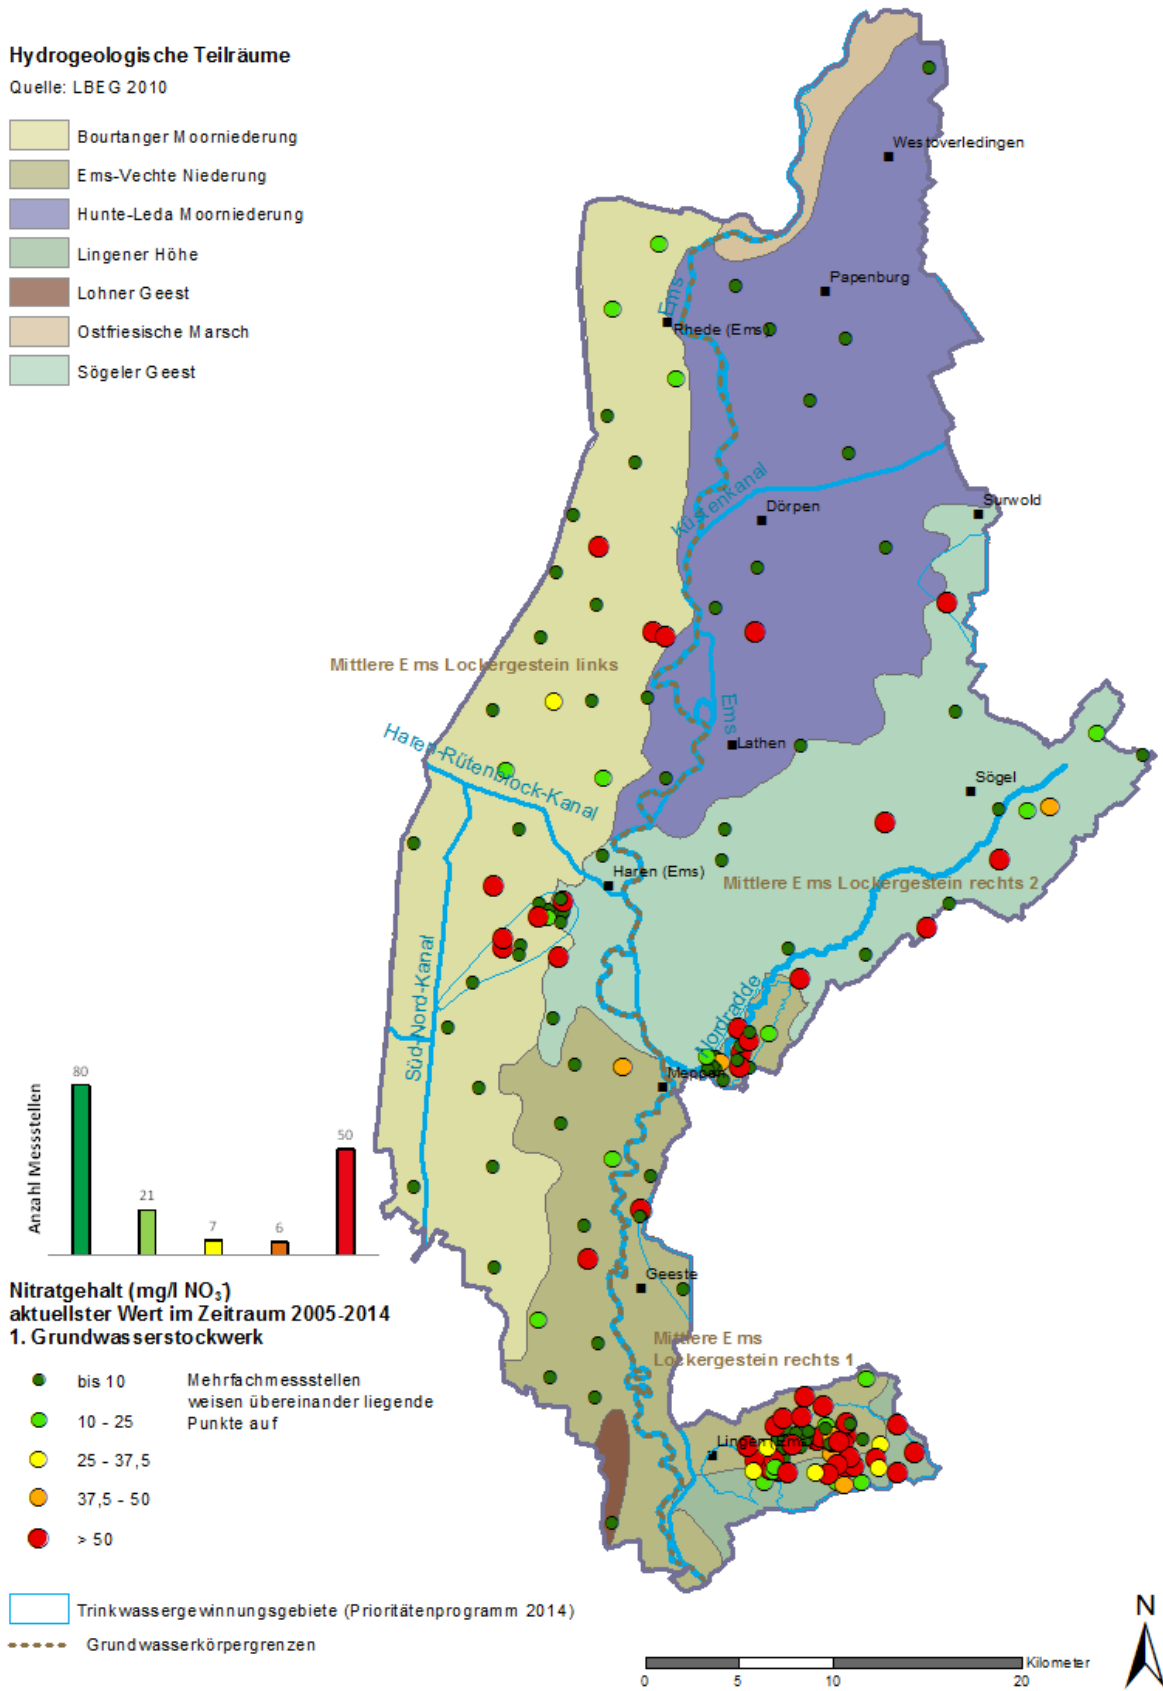 Hydrogeologische Teilräume
Quelle: LBEG 2010
Bourtanger Moorniederung
Ems-Vechte Niederung
Hunte-Leda Moorniederung
Lingener Höhe
Lohner Geest
Ostfriesische Marsch
Sögeler Geest
Westoverledingen
Papenburg
Ems
Rhede (Ems)
Küstenkanal
Dörpen
Surwold
Mittlere Ems Lockergestein links
Ems
Lathen
Haren-Rütenbrock-Kanal
Sögel
Haren (Ems)
Mittlere Ems Lockergestein rechts 2
Süd-Nord-Kanal
Nordradde
Meppen
Geeste
Mittlere Ems
Lockergestein rechts 1
Lingen (Ems)
Anzahl Messstellen
80
21
7
6
50
Nitratgehalt (mg/l NO₃⁻)
aktuellster Wert im Zeitraum 2005-2014
1. Grundwasserstockwerk
bis 10
10 - 25
25 - 37,5
37,5 - 50
> 50
Mehrfachmessstellen
weisen übereinander liegende
Punkte auf
Trinkwassergewinnungsgebiete (Prioritätenprogramm 2014)
Grundwasserkörpergrenzen
N
Kilometer
0 5 10 20